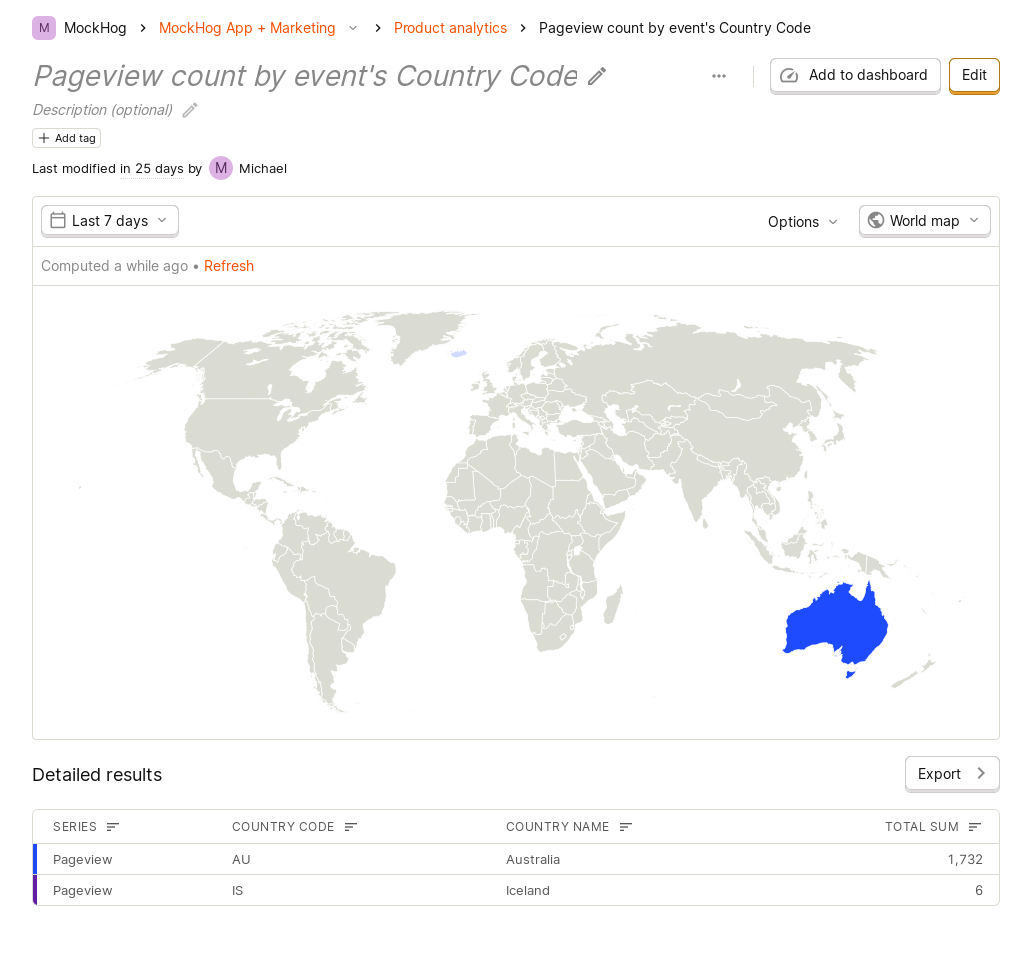 M MockHog MockHog App + Marketing Product analytics Pageview count by event's Country Code
Pageview count by event's Country Code
Add to dashboard
Edit
Description (optional)
Add tag
Last modified in 25 days by M Michael
Last 7 days
Options
World map
Computed a while ago • Refresh
Detailed results
Export
SERIES COUNTRY CODE COUNTRY NAME TOTAL SUM
Pageview AU Australia 1,732
Pageview IS Iceland 6